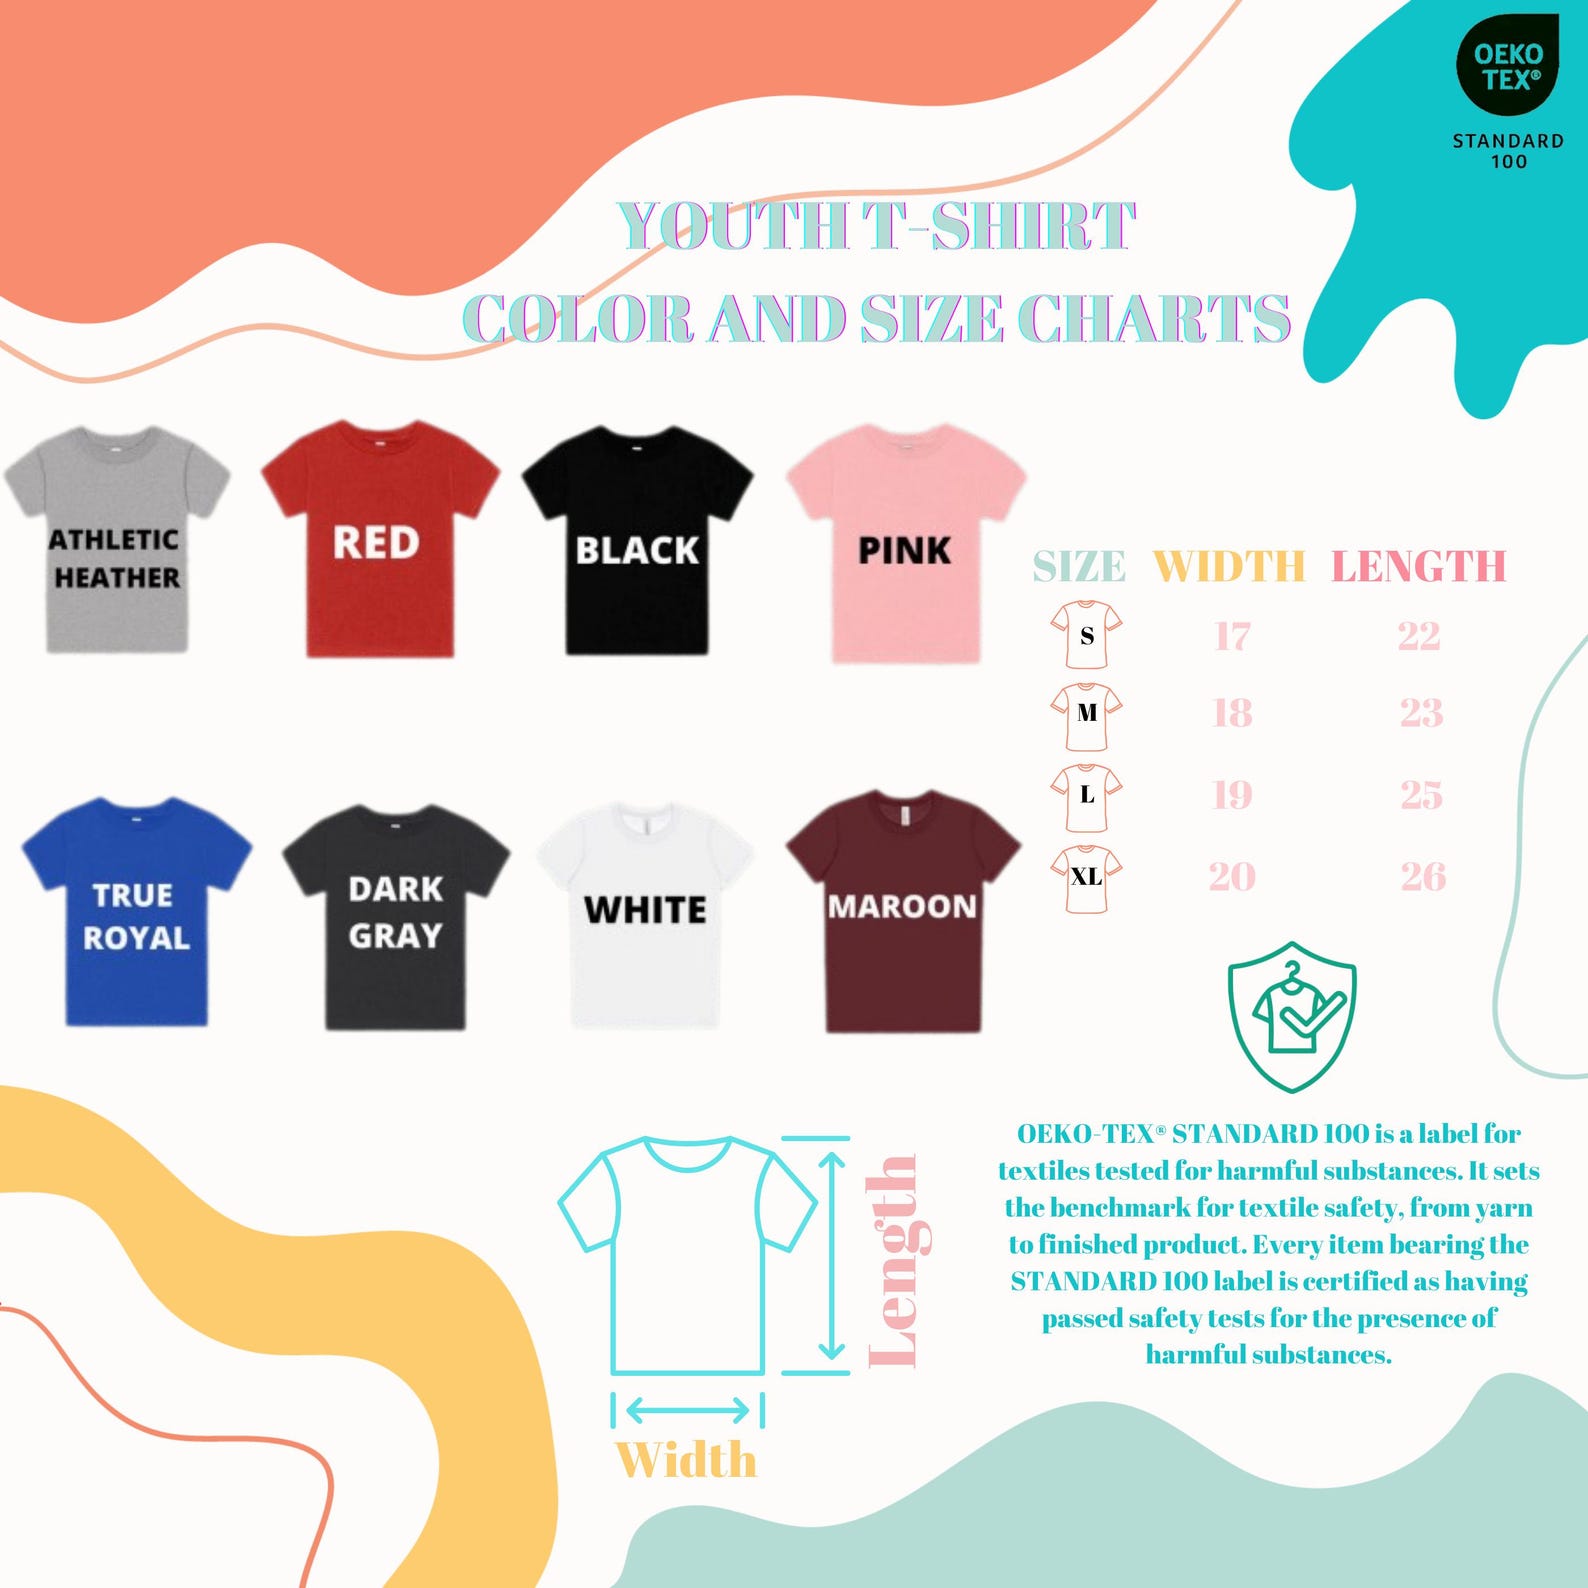 OEKO
TEX®
STANDARD
100
YOUTH T-SHIRT
COLOR AND SIZE CHARTS
ATHLETIC
HEATHER
RED
BLACK
PINK
TRUE
ROYAL
DARK
GRAY
WHITE
MAROON
SIZE WIDTH LENGTH
S 17 22
M 18 23
L 19 25
XL 20 26
Length
Width
OEKO-TEX® STANDARD 100 is a label for
textiles tested for harmful substances. It sets
the benchmark for textile safety, from yarn
to finished product. Every item bearing the
STANDARD 100 label is certified as having
passed safety tests for the presence of
harmful substances.